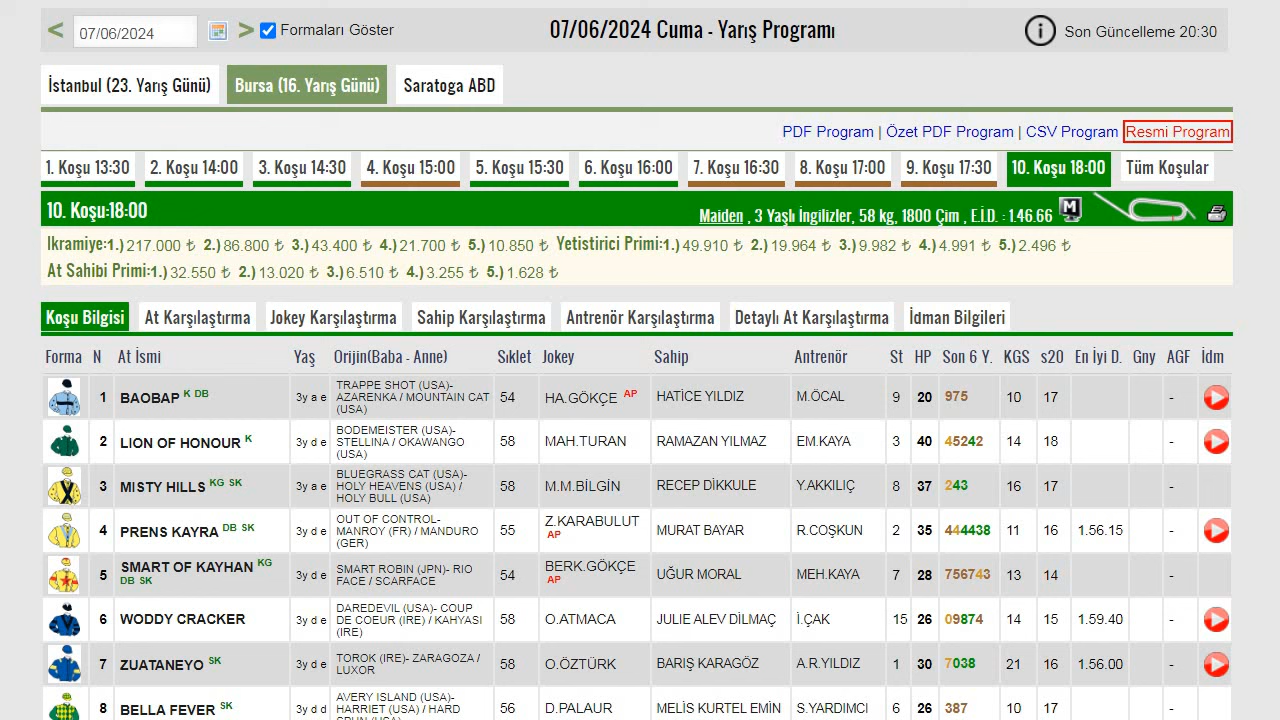 < 07/06/2024 > Formaları Göster 07/06/2024 Cuma - Yarış Programı Son Güncelleme 20:30
İstanbul (23. Yarış Günü) Bursa (16. Yarış Günü) Saratoga ABD
PDF Program | Özet PDF Program | CSV Program Resmi Program
1. Koşu 13:30 2. Koşu 14:00 3. Koşu 14:30 4. Koşu 15:00 5. Koşu 15:30 6. Koşu 16:00 7. Koşu 16:30 8. Koşu 17:00 9. Koşu 17:30 10. Koşu 18:00 Tüm Koşular
10. Koşu:18:00 Maiden , 3 Yaşlı İngilizler, 58 kg, 1800 Çim , E.İ.D. : 1.46.66 M
Ikramiye:1.) 217.000 ₺ 2.) 86.800 ₺ 3.) 43.400 ₺ 4.) 21.700 ₺ 5.) 10.850 ₺ Yetistirici Primi:1.) 49.910 ₺ 2.) 19.964 ₺ 3.) 9.982 ₺ 4.) 4.991 ₺ 5.) 2.496 ₺
At Sahibi Primi:1.) 32.550 ₺ 2.) 13.020 ₺ 3.) 6.510 ₺ 4.) 3.255 ₺ 5.) 1.628 ₺
Koşu Bilgisi At Karşılaştırma Jokey Karşılaştırma Sahip Karşılaştırma Antrenör Karşılaştırma Detaylı At Karşılaştırma İdman Bilgileri
Forma N At İsmi Yaş Orijin(Baba - Anne) Sıklet Jokey Sahip Antrenör St HP Son 6 Y. KGS s20 En İyi D. Gny AGF İdm
1 BAOBAP K DB 3y a e TRAPPE SHOT (USA)- AZARENKA / MOUNTAIN CAT (USA) 54 HA.GÖKÇE AP HATİCE YILDIZ M.ÖCAL 9 20 975 10 17 -
2 LION OF HONOUR K 3y d e BODEMEISTER (USA)- STELLINA / OKAWANGO (USA) 58 MAH.TURAN RAMAZAN YILMAZ EM.KAYA 3 40 45242 14 18 -
3 MISTY HILLS KG SK 3y a e BLUEGRASS CAT (USA)- HOLY HEAVENS (USA) / HOLY BULL (USA) 58 M.M.BİLGİN RECEP DİKKULE Y.AKKILIÇ 8 37 243 16 17 -
4 PRENS KAYRA DB SK 3y d e OUT OF CONTROL- MANROY (FR) / MANDURO (GER) 55 Z.KARABULUT AP MURAT BAYAR R.COŞKUN 2 35 444438 11 16 1.56.15 -
5 SMART OF KAYHAN KG DB SK 3y d e SMART ROBIN (JPN)- RIO FACE / SCARFACE 54 BERK.GÖKÇE AP UĞUR MORAL MEH.KAYA 7 28 756743 13 14 -
6 WODDY CRACKER 3y d e DAREDEVIL (USA)- COUP DE COEUR (IRE) / KAHYASI (IRE) 58 O.ATMACA JULIE ALEV DİLMAÇ İ.ÇAK 15 26 09874 14 15 1.59.40 -
7 ZUATANEYO SK 3y d e TOROK (IRE)- ZARAGOZA / LUXOR 58 O.ÖZTÜRK BARIŞ KARAGÖZ A.R.YILDIZ 1 30 7038 21 16 1.56.00 -
8 BELLA FEVER SK 3y d d AVERY ISLAND (USA)- HARRIET (USA) / HARD SPUN (USA) 56 D.PALAUR MELİS KURTEL EMİN S.YARDIMCI 6 26 387 10 17 -